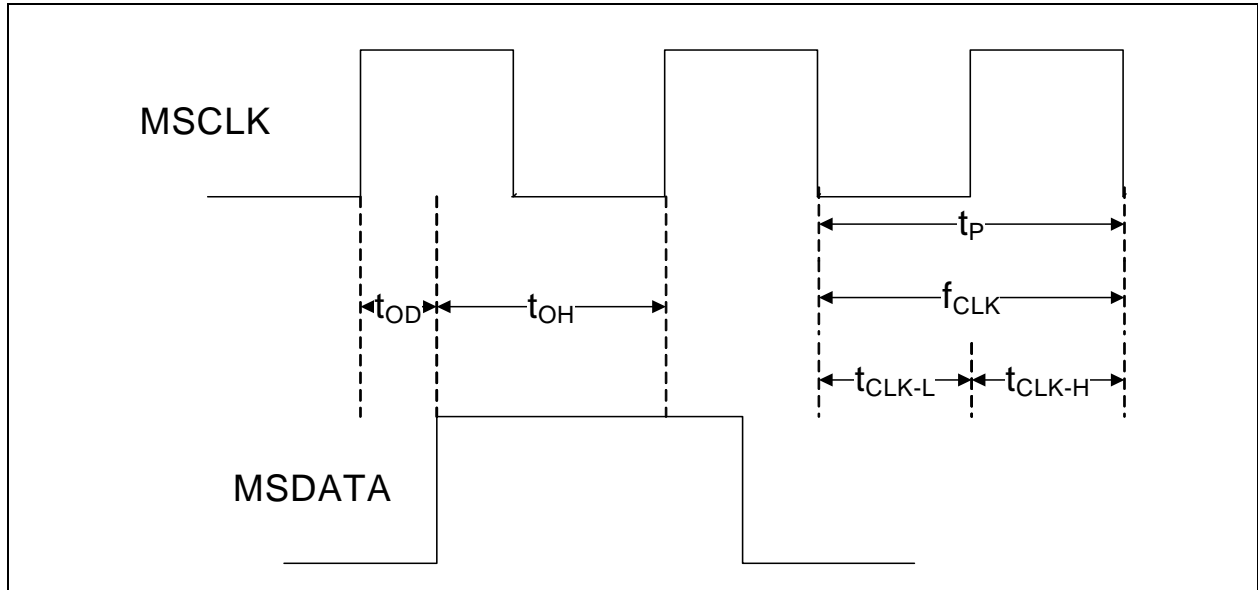 MSCLK
tP
fCLK
tOD
tOH
tCLK-L
tCLK-H
MSDATA